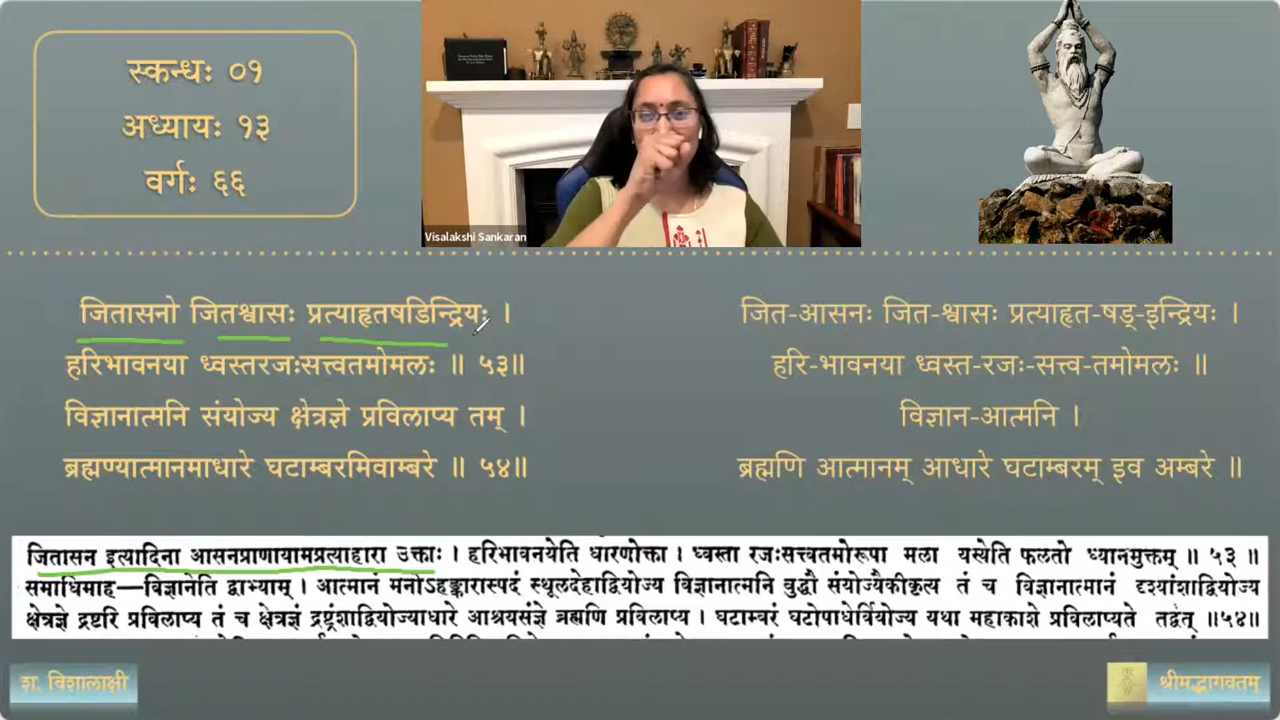 स्कन्धः ०१
अध्यायः १३
वर्गः ६६
Visalakshi Sankaran
जितासनो जितश्वासः प्रत्याहृतषडिन्द्रियः ।
हरिभावनया ध्वस्तरजःसत्त्वतमोमलः ॥ ५३॥
विज्ञानात्मनि संयोज्य क्षेत्रज्ञे प्रविलाप्य तम् ।
ब्रह्मण्यात्मानमाधारे घटाम्बरमिवाम्बरे ॥ ५४॥
जित-आसनः जित-श्वासः प्रत्याहृत-षड्-इन्द्रियः ।
हरि-भावनया ध्वस्त-रजः-सत्त्व-तमोमलः ॥
विज्ञान-आत्मनि ।
ब्रह्मणि आत्मानम् आधारे घटाम्बरम् इव अम्बरे ॥
जितासन इत्यादिना आसनप्राणायामप्रत्याहारा उक्ताः । हरिभावनयेति धारणोक्ता । ध्वस्ता रजःसत्त्वतमोरूपा मला यस्येति फलतो ध्यानमुक्तम् ॥ ५३ ॥
समाधिमाह—विज्ञानेति द्वाभ्याम् । आत्मानं मनोऽहङ्कारास्पदं स्थूलदेहाद्वियोज्य विज्ञानात्मनि बुद्धौ संयोज्यैकीकृत्य तं च विज्ञानात्मानं दृश्यांशाद्वियोज्य
क्षेत्रज्ञे द्रष्टरि प्रविलाप्य तं च क्षेत्रज्ञं द्रष्ट्रंशाद्वियोज्याधारे आश्रयसंज्ञे ब्रह्मणि प्रविलाप्य । घटाम्बरं घटोपाधेर्वियोज्य यथा महाकाशे प्रविलाप्यते तद्वत् ॥५४॥
श. विशालाक्षी
श्रीमद्भागवतम्